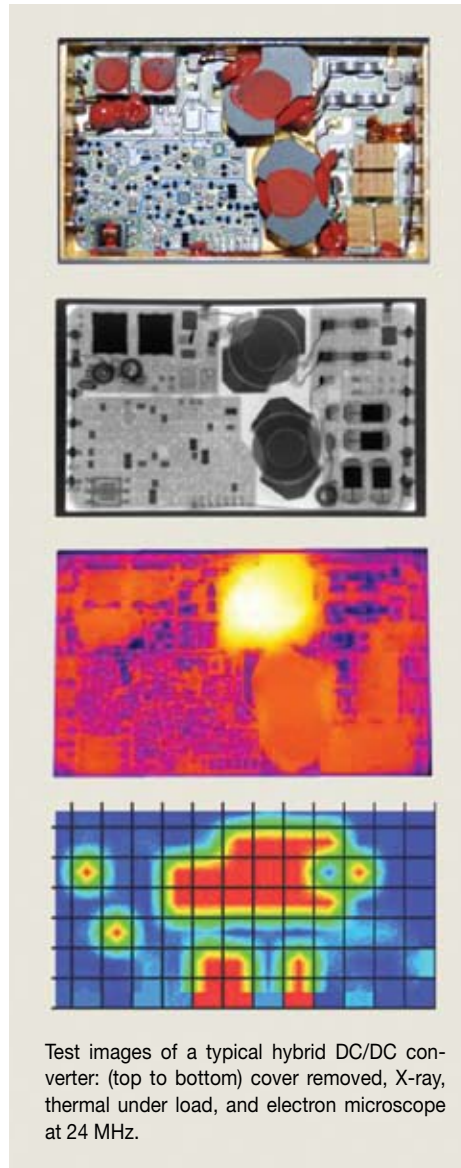 Test images of a typical hybrid DC/DC con-
verter: (top to bottom) cover removed, X-ray,
thermal under load, and electron microscope
at 24 MHz.